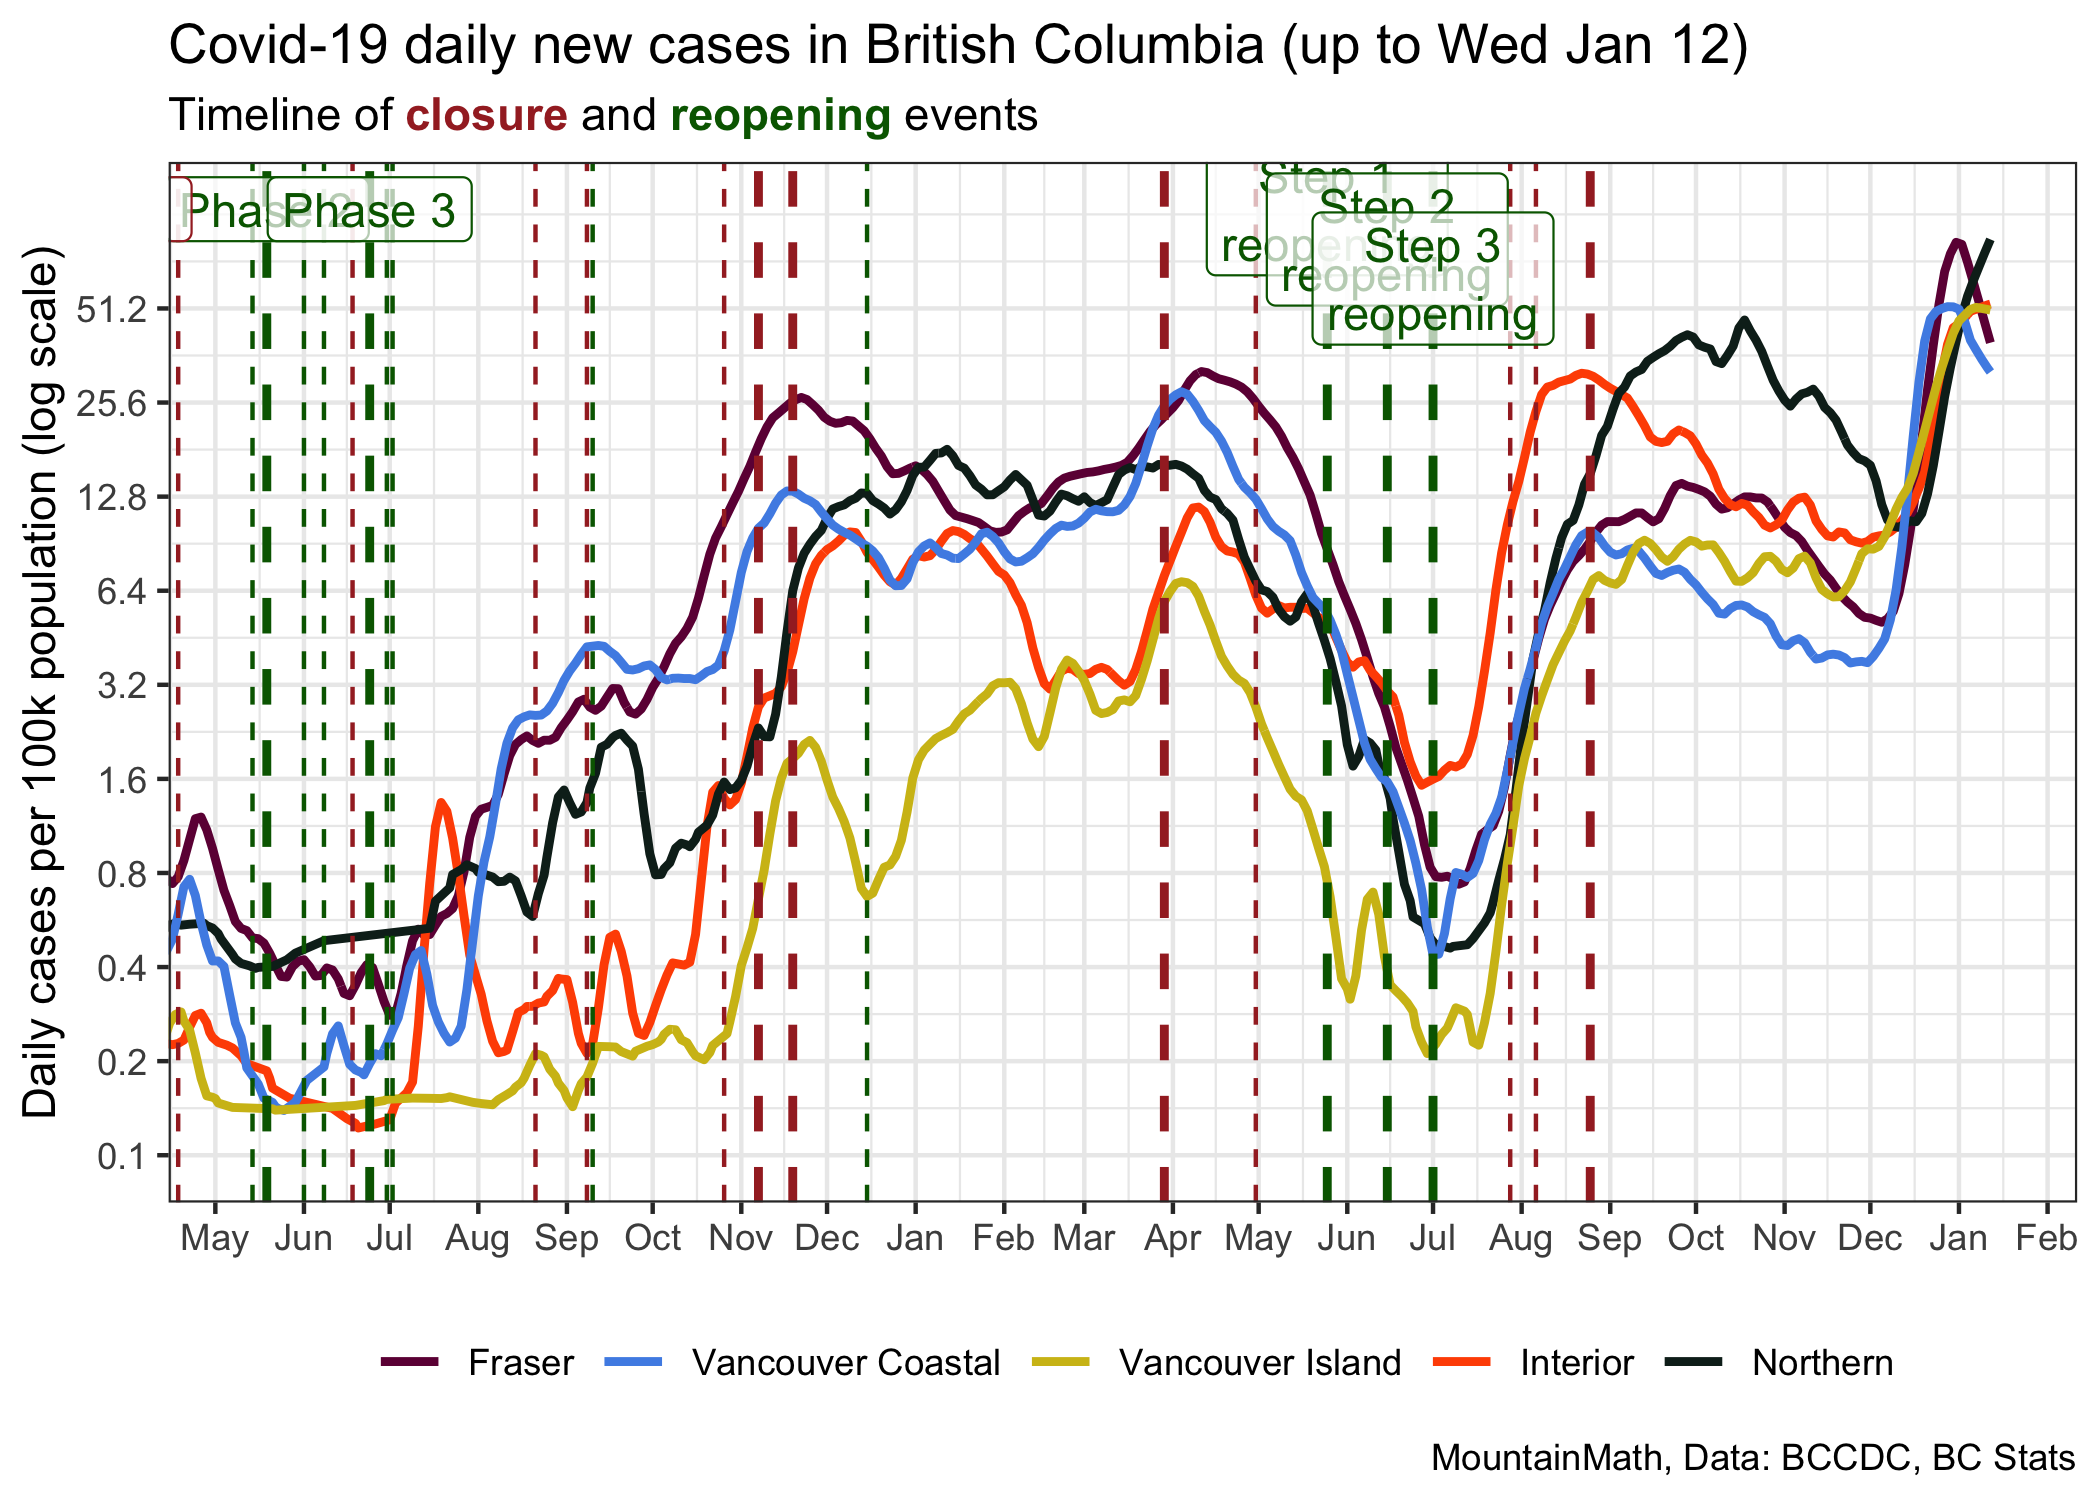 Covid-19 daily new cases in British Columbia (up to Wed Jan 12)
Timeline of closure and reopening events
Phase 2
Phase 3
Step 1
reopening
Step 2
reopening
Step 3
reopening
Daily cases per 100k population (log scale)
51.2
25.6
12.8
6.4
3.2
1.6
0.8
0.4
0.2
0.1
May Jun Jul Aug Sep Oct Nov Dec Jan Feb Mar Apr May Jun Jul Aug Sep Oct Nov Dec Jan Feb
Fraser Vancouver Coastal Vancouver Island Interior Northern
MountainMath, Data: BCCDC, BC Stats